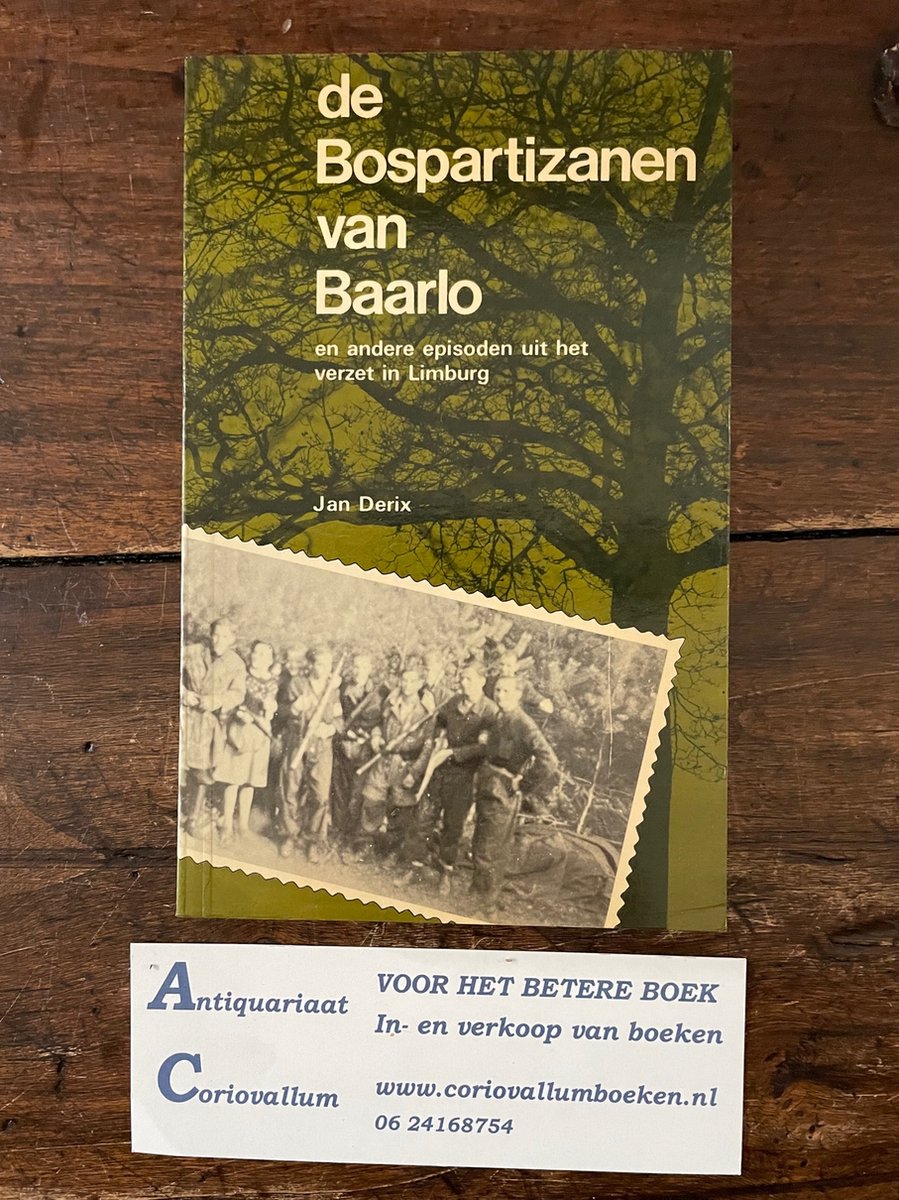 de
Bospartizanen
van
Baarlo
en andere episoden uit het
verzet in Limburg
Jan Derix
Antiquariaat
Coriovallum
VOOR HET BETERE BOEK
In- en verkoop van boeken
www.coriovallumboeken.nl
06 24168754